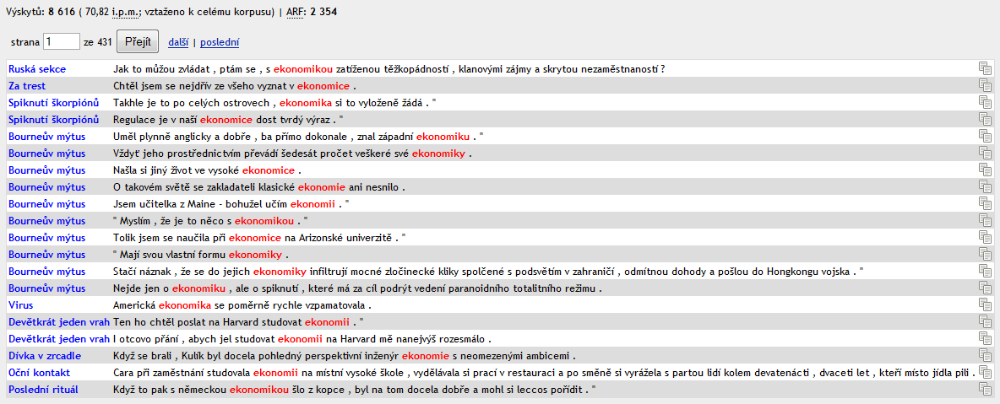 Výskytů: 8 616 ( 70,82 i.p.m.; vztaženo k celému korpusu) | ARF: 2 354
strana 1 ze 431 Přejít další | poslední
Ruská sekce Jak to můžou zvládat , ptám se , s ekonomikou zatíženou těžkopádností , klanovými zájmy a skrytou nezaměstnaností ?
Za trest Chtěl jsem se nejdřív ze všeho vyznat v ekonomice .
Spiknutí škorpiónů Takhle je to po celých ostrovech , ekonomika si to vyloženě žádá . "
Spiknutí škorpiónů Regulace je v naší ekonomice dost tvrdý výraz . "
Bourneův mýtus Uměl plynně anglicky a dobře , ba přímo dokonale , znal západní ekonomiku . "
Bourneův mýtus Vždyť jeho prostřednictvím převádí šedesát pročet veškeré své ekonomiky .
Bourneův mýtus Našla si jiný život ve vysoké ekonomice .
Bourneův mýtus O takovém světě se zakladateli klasické ekonomie ani nesnilo .
Bourneův mýtus Jsem učitelka z Maine - bohužel učím ekonomii . "
Bourneův mýtus " Myslím , že je to něco s ekonomikou . "
Bourneův mýtus Tolik jsem se naučila při ekonomice na Arizonské univerzitě . "
Bourneův mýtus " Mají svou vlastní formu ekonomiky .
Bourneův mýtus Stačí náznak , že se do jejich ekonomiky infiltrují mocné zločinecké kliky spolčené s podsvětím v zahraničí , odmítnou dohody a pošlou do Hongkongu vojska . "
Bourneův mýtus Nejde jen o ekonomiku , ale o spiknutí , které má za cíl podrýt vedení paranoidního totalitního režimu .
Virus Americká ekonomika se poměrně rychle vzpamatovala .
Devětkrát jeden vrah Ten ho chtěl poslat na Harvard studovat ekonomii . "
Devětkrát jeden vrah I otcovo přání , abych jel studovat ekonomii na Harvard mě nanejvýš rozesmálo .
Dívka v zrcadle Když se brali , Kulík byl docela pohledný perspektivní inženýr ekonomie s neomezenými ambicemi .
Oční kontakt Cara při zaměstnání studovala ekonomii na místní vysoké škole , vydělávala si prací v restauraci a po směně si vyrážela s partou lidí kolem devatenácti , dvaceti let , kteří místo jídla pili .
Poslední rituál Když to pak s německou ekonomikou šlo z kopce , byl na tom docela dobře a mohl si leccos pořídit . "